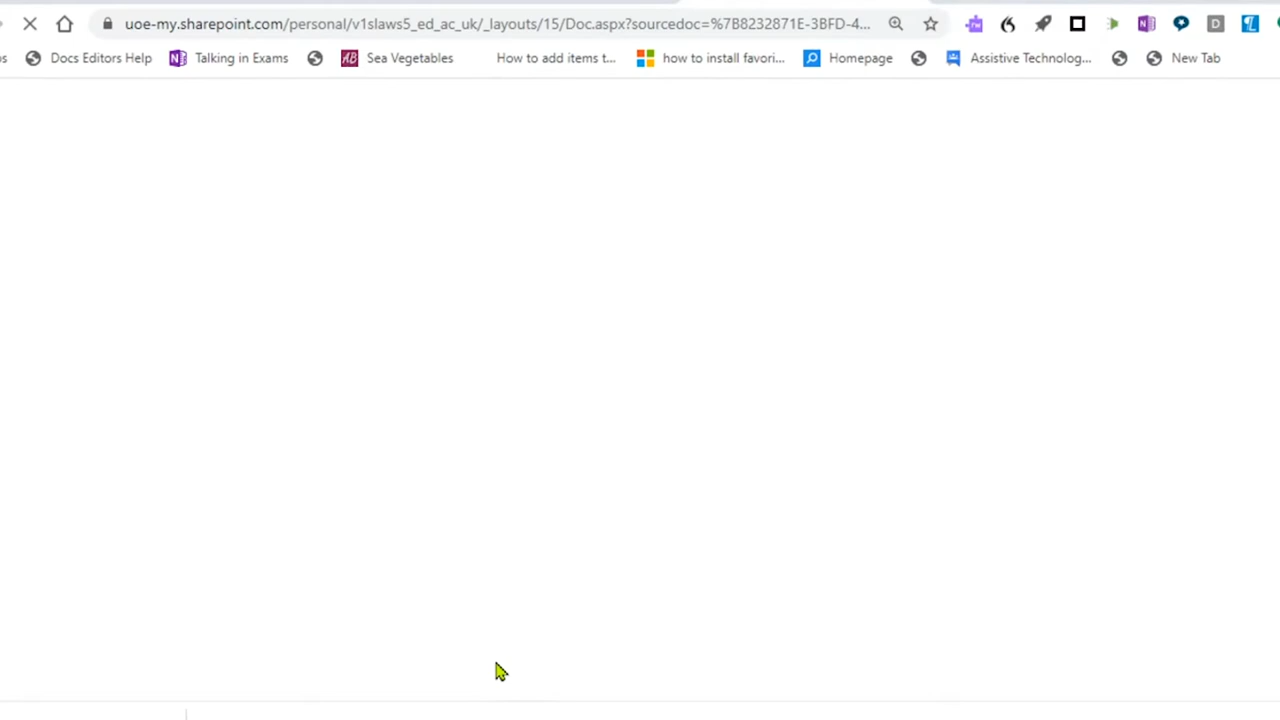 uoe-my.sharepoint.com/personal/v1slaws5_ed_ac_uk/_layouts/15/Doc.aspx?sourcedoc=%7B8232871E-3BFD-4...
Docs Editors Help Talking in Exams Sea Vegetables How to add items t... how to install favori... Homepage Assistive Technolog... New Tab